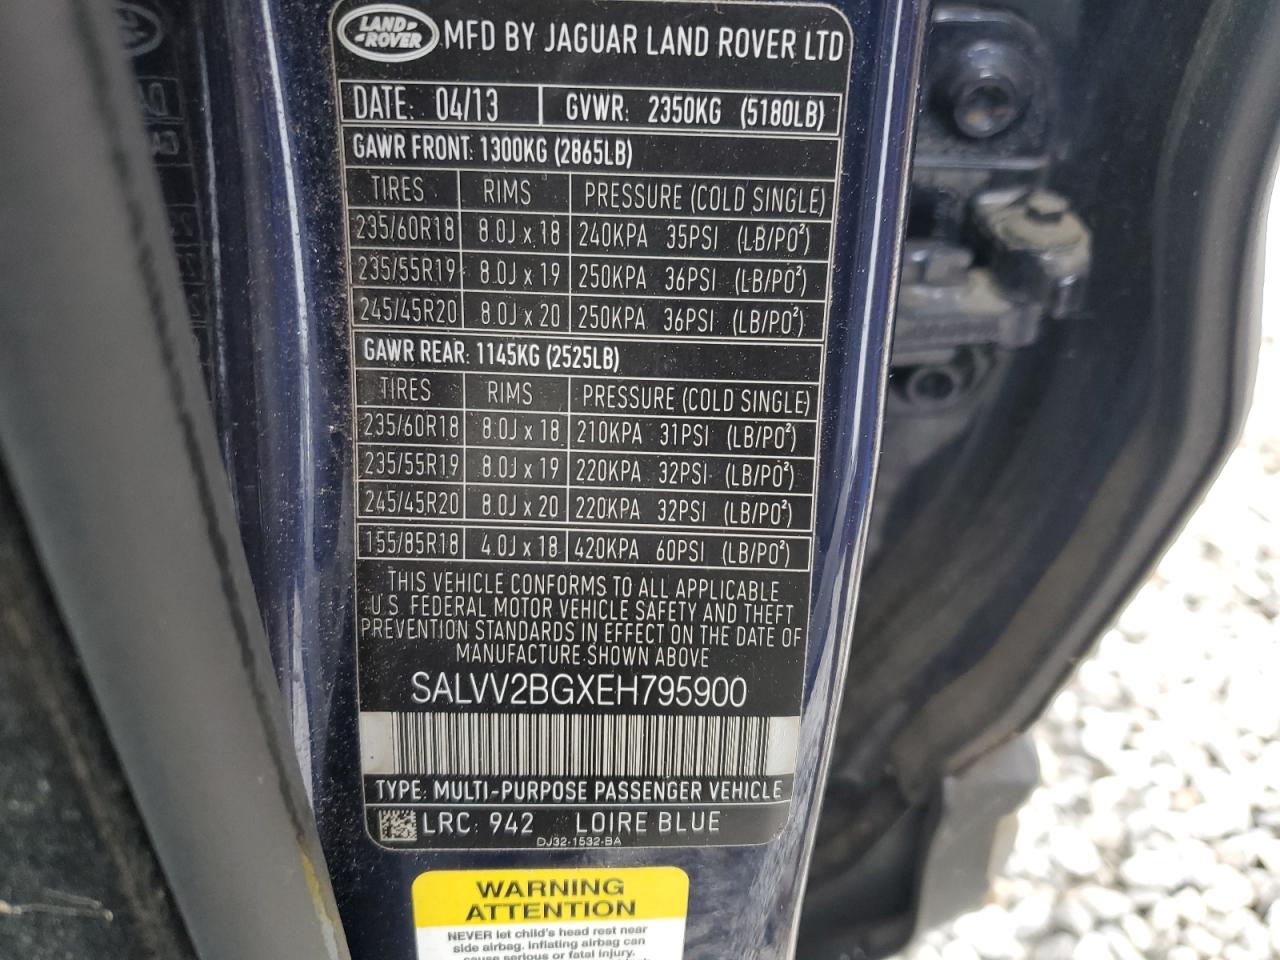 LAND ROVER MFD BY JAGUAR LAND ROVER LTD
DATE: 04/13 GVWR: 2350KG (5180LB)
GAWR FRONT: 1300KG (2865LB)
TIRES RIMS PRESSURE (COLD SINGLE)
235/60R18 8.0J x 18 240KPA 35PSI (LB/PO²)
235/55R19 8.0J x 19 250KPA 36PSI (LB/PO²)
245/45R20 8.0J x 20 250KPA 36PSI (LB/PO²)
GAWR REAR: 1145KG (2525LB)
TIRES RIMS PRESSURE (COLD SINGLE)
235/60R18 8.0J x 18 210KPA 31PSI (LB/PO²)
235/55R19 8.0J x 19 220KPA 32PSI (LB/PO²)
245/45R20 8.0J x 20 220KPA 32PSI (LB/PO²)
155/85R18 4.0J x 18 420KPA 60PSI (LB/PO²)
THIS VEHICLE CONFORMS TO ALL APPLICABLE
U.S. FEDERAL MOTOR VEHICLE SAFETY AND THEFT
PREVENTION STANDARDS IN EFFECT ON THE DATE OF
MANUFACTURE SHOWN ABOVE
SALVV2BGXEH795900
TYPE: MULTI-PURPOSE PASSENGER VEHICLE
LRC: 942 LOIRE BLUE
DJ32-1532-BA
WARNING
ATTENTION
NEVER let child's head rest near
side airbag. Inflating airbag can
cause serious or fatal injury.